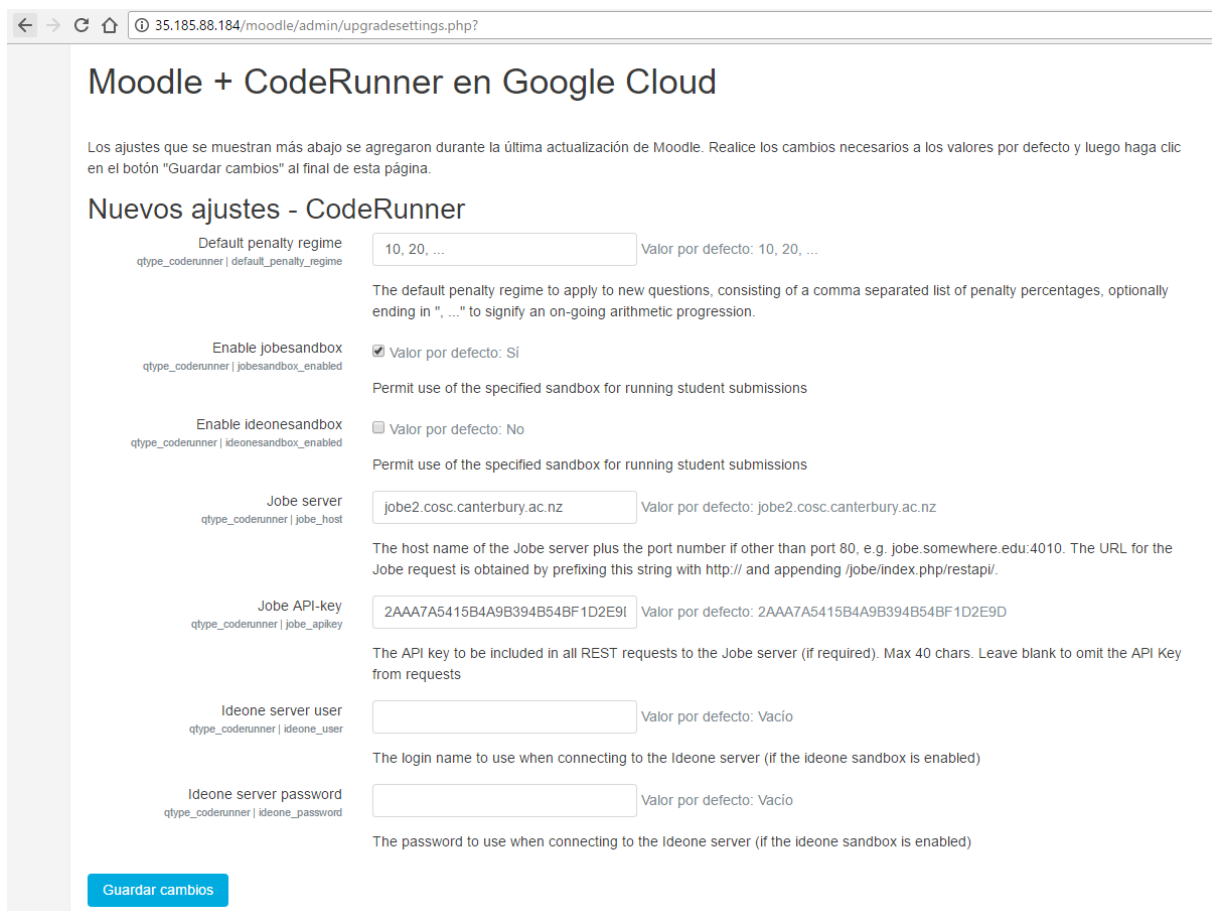 35.185.88.184/moodle/admin/upgradesettings.php?
Moodle + CodeRunner en Google Cloud
Los ajustes que se muestran más abajo se agregaron durante la última actualización de Moodle. Realice los cambios necesarios a los valores por defecto y luego haga clic
en el botón "Guardar cambios" al final de esta página.
Nuevos ajustes - CodeRunner
Default penalty regime
qtype_coderunner | default_penalty_regime
10, 20, ... Valor por defecto: 10, 20, ...
The default penalty regime to apply to new questions, consisting of a comma separated list of penalty percentages, optionally
ending in ", ..." to signify an on-going arithmetic progression.
Enable jobesandbox
qtype_coderunner | jobesandbox_enabled
Valor por defecto: Sí
Permit use of the specified sandbox for running student submissions
Enable ideonesandbox
qtype_coderunner | ideonesandbox_enabled
Valor por defecto: No
Permit use of the specified sandbox for running student submissions
Jobe server
qtype_coderunner | jobe_host
jobe2.cosc.canterbury.ac.nz Valor por defecto: jobe2.cosc.canterbury.ac.nz
The host name of the Jobe server plus the port number if other than port 80, e.g. jobe.somewhere.edu:4010. The URL for the
Jobe request is obtained by prefixing this string with http:// and appending /jobe/index.php/restapi/.
Jobe API-key
qtype_coderunner | jobe_apikey
2AAA7A5415B4A9B394B54BF1D2E9D Valor por defecto: 2AAA7A5415B4A9B394B54BF1D2E9D
The API key to be included in all REST requests to the Jobe server (if required). Max 40 chars. Leave blank to omit the API Key
from requests
Ideone server user
qtype_coderunner | ideone_user
Valor por defecto: Vacío
The login name to use when connecting to the Ideone server (if the ideone sandbox is enabled)
Ideone server password
qtype_coderunner | ideone_password
Valor por defecto: Vacío
The password to use when connecting to the Ideone server (if the ideone sandbox is enabled)
Guardar cambios